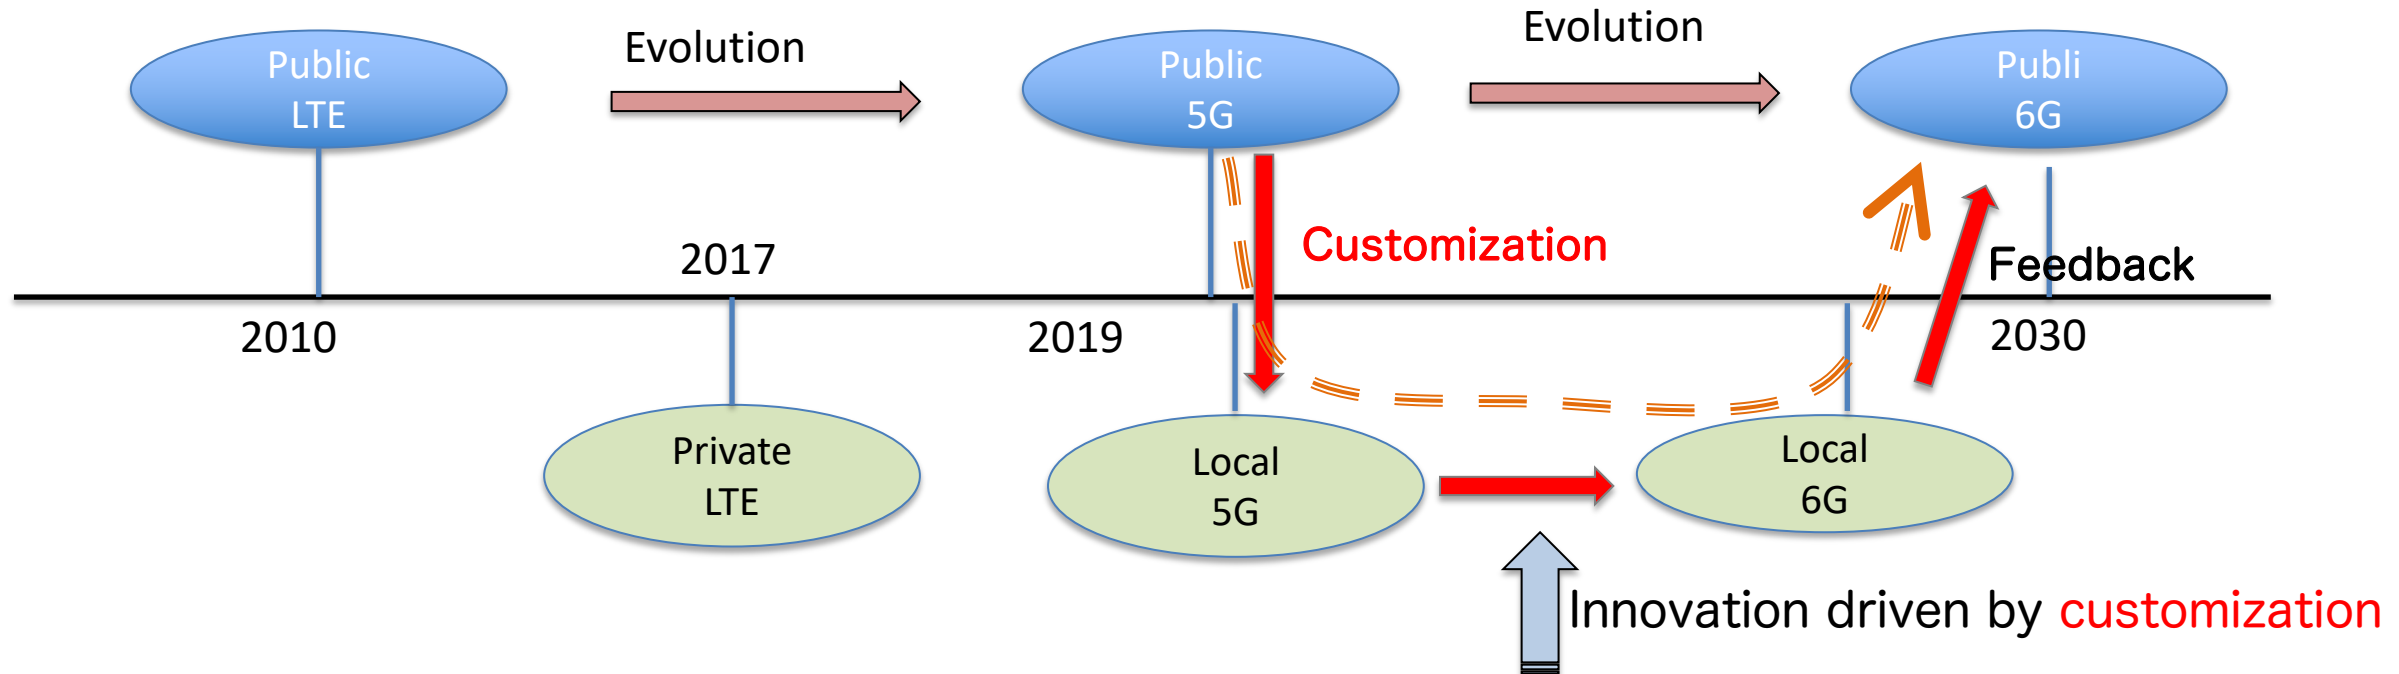 Public
LTE
Evolution
Public
5G
Evolution
Publi
6G
2017
Customization
Feedback
2010
2019
2030
Private
LTE
Local
5G
Local
6G
Innovation driven by customization